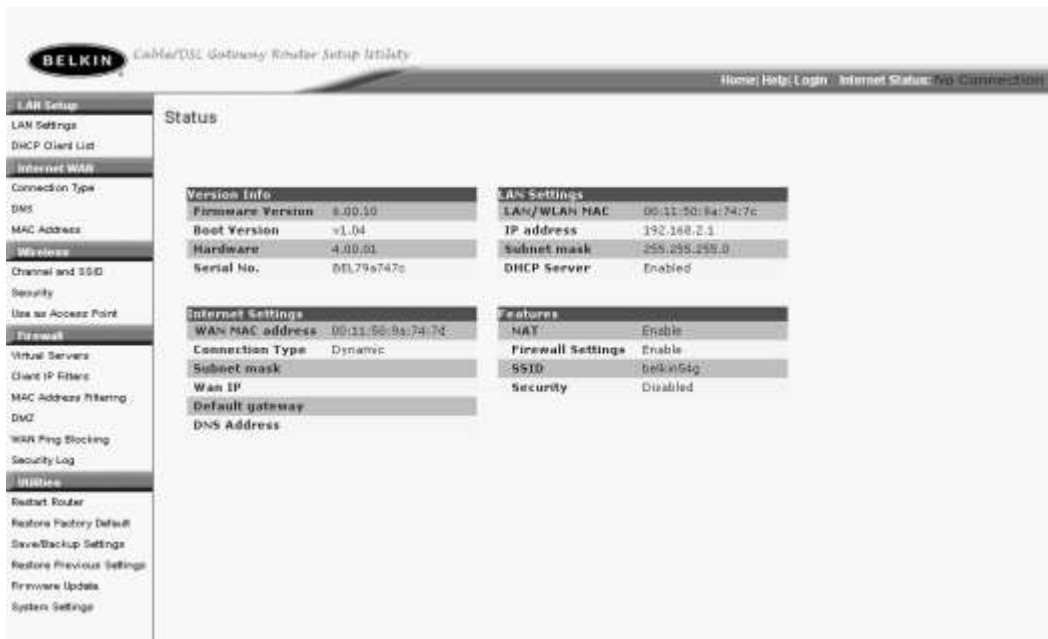 BELKIN
Cable/DSL Gateway Router Setup Utility
Home| Help| Login Internet Status: No Connection
LAN Setup
LAN Settings
DHCP Client List
Internet WAN
Connection Type
DNS
MAC Address
Wireless
Channel and SSID
Security
Use as Access Point
Firewall
Virtual Servers
Client IP Filters
MAC Address Filtering
DMZ
WAN Ping Blocking
Security Log
Utilities
Restart Router
Restore Factory Default
Save/Backup Settings
Restore Previous Settings
Firmware Update
System Settings
Status
Version Info
Firmware Version
Boot Version v1.04
Hardware 4.00.01
Serial No.
LAN Settings
LAN/WLAN MAC 00:11:50:9a:74:7c
IP address 192.168.2.1
Subnet mask 255.255.255.0
DHCP Server Enabled
Internet Settings
WAN MAC address 00:11:50:9a:74:7d
Connection Type Dynamic
Subnet mask
Wan IP
Default gateway
DNS Address
Features
NAT Enable
Firewall Settings Enable
SSID belkin54g
Security Disabled